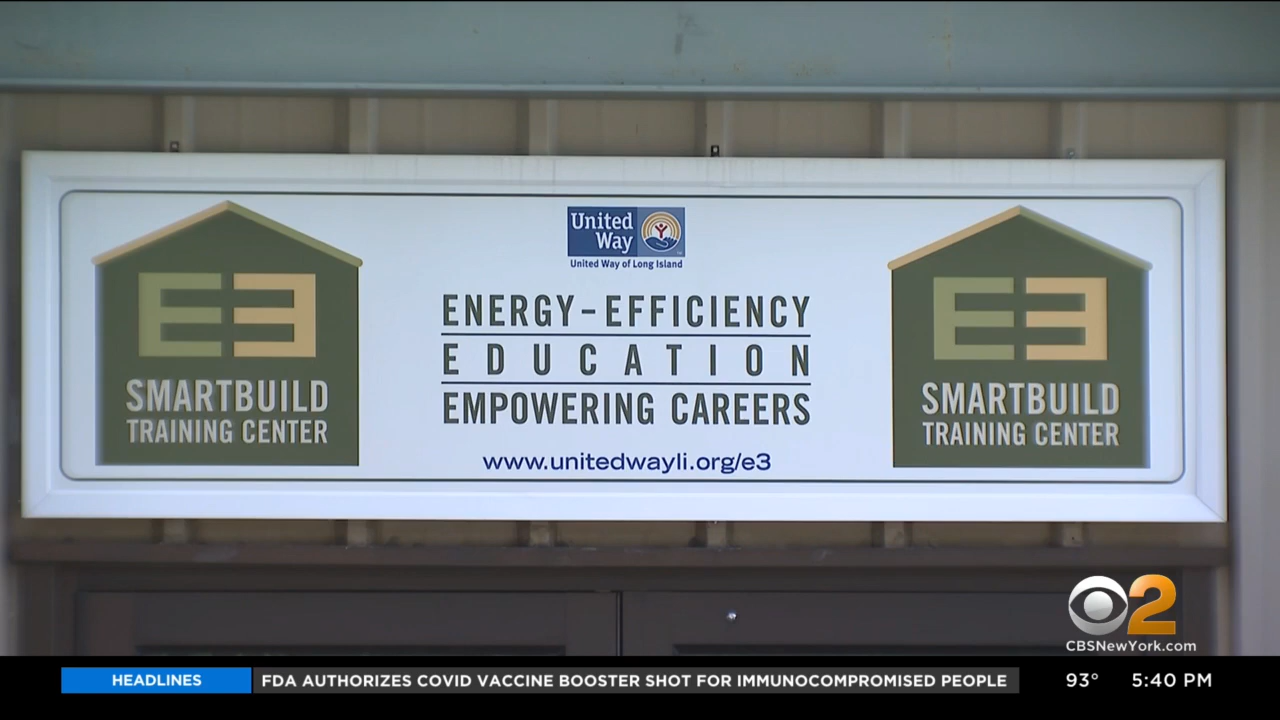 United
Way
United Way of Long Island
E3
SMARTBUILD
TRAINING CENTER
ENERGY-EFFICIENCY
EDUCATION
EMPOWERING CAREERS
www.unitedwayli.org/e3
E3
SMARTBUILD
TRAINING CENTER
2
CBSNewYork.com
HEADLINES
FDA AUTHORIZES COVID VACCINE BOOSTER SHOT FOR IMMUNOCOMPROMISED PEOPLE
93° 5:40 PM